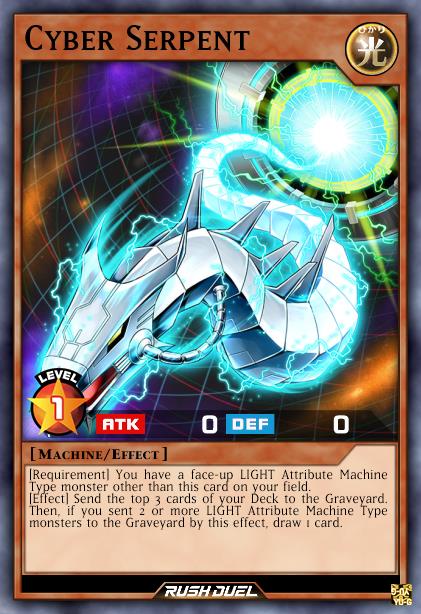 CYBER SERPENT
ひかり
光
LEVEL
1
ATK 0 DEF 0
[MACHINE/EFFECT]
[Requirement] You have a face-up LIGHT Attribute Machine
Type monster other than this card on your field.
[Effect] Send the top 3 cards of your Deck to the Graveyard.
Then, if you sent 2 or more LIGHT Attribute Machine Type
monsters to the Graveyard by this effect, draw 1 card.
RUSH DUEL